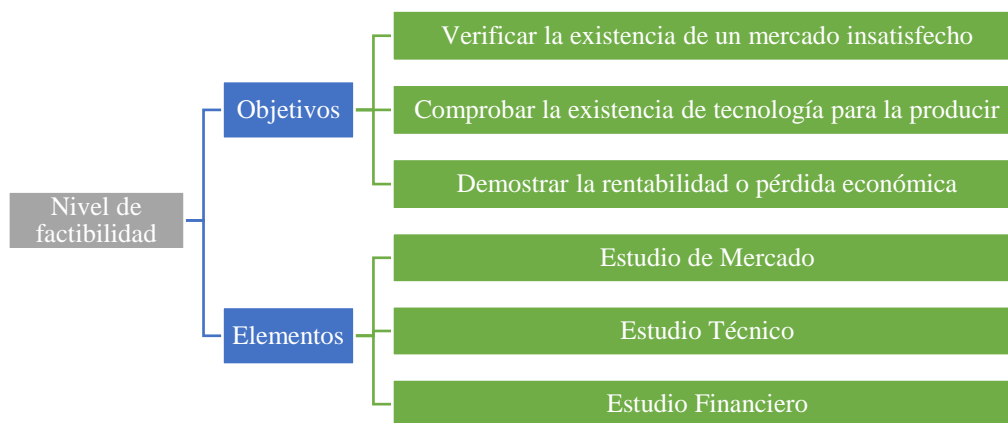 Nivel de
factibilidad
Objetivos
Verificar la existencia de un mercado insatisfecho
Comprobar la existencia de tecnología para la producir
Demostrar la rentabilidad o pérdida económica
Elementos
Estudio de Mercado
Estudio Técnico
Estudio Financiero